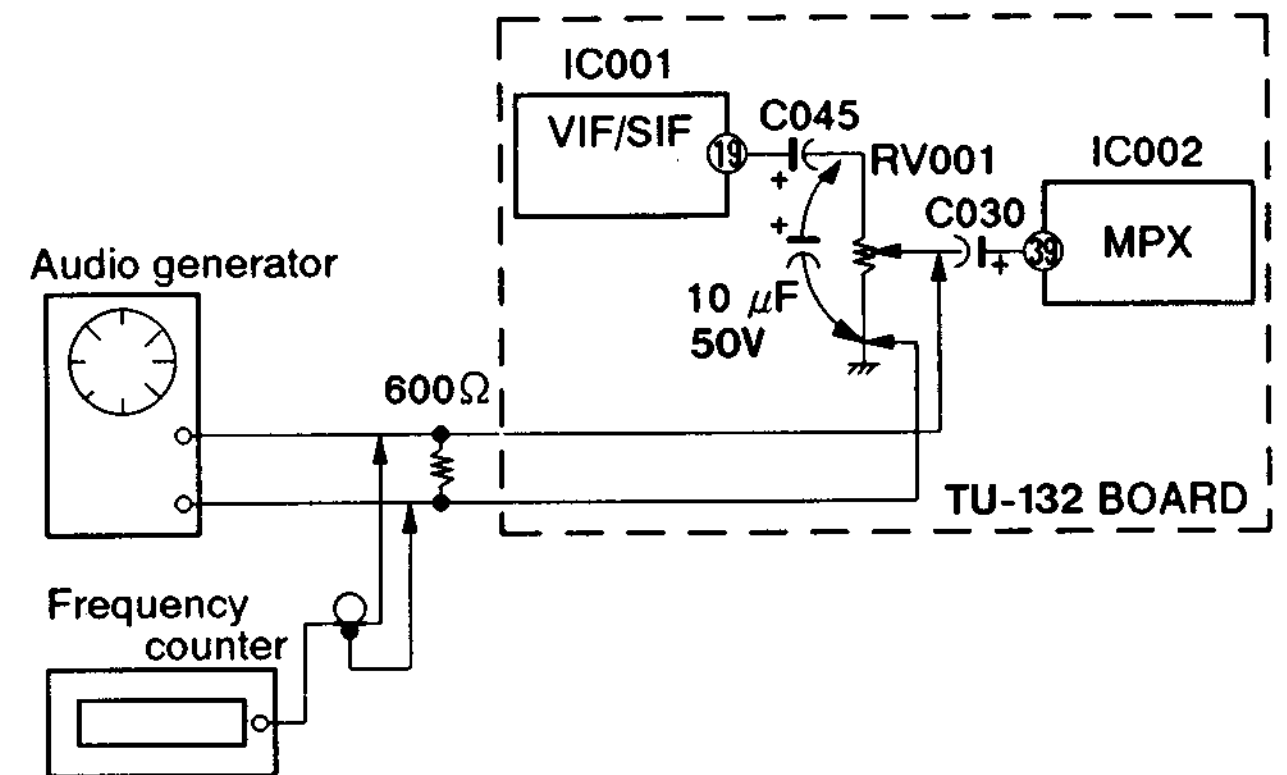 IC001
VIF/SIF
19
C045
+
RV001
IC002
C030
+
39
MPX
+
10 μF
50V
Audio generator
600Ω
TU-132 BOARD
Frequency
counter